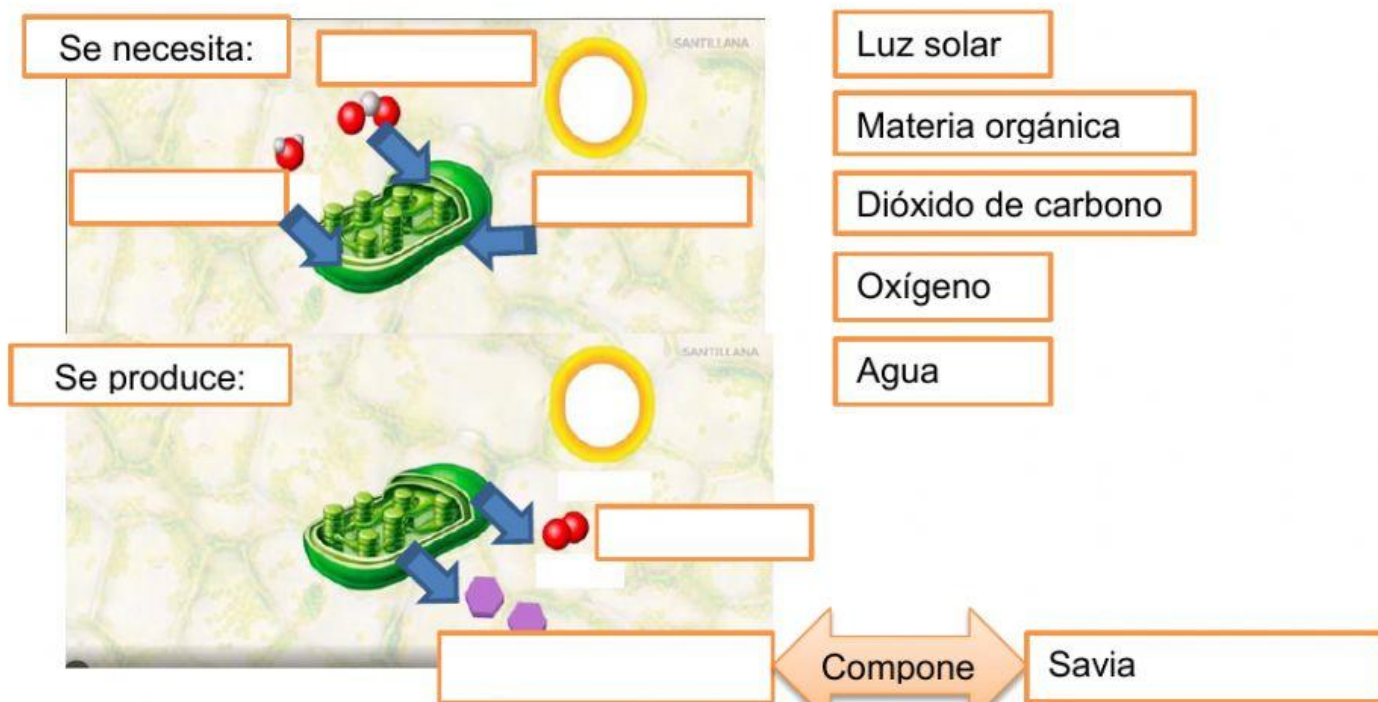 Se necesita:
SANTILLANA
Luz solar
Materia orgánica
Dióxido de carbono
Oxígeno
Agua
Se produce:
SANTILLANA
Compone
Savia